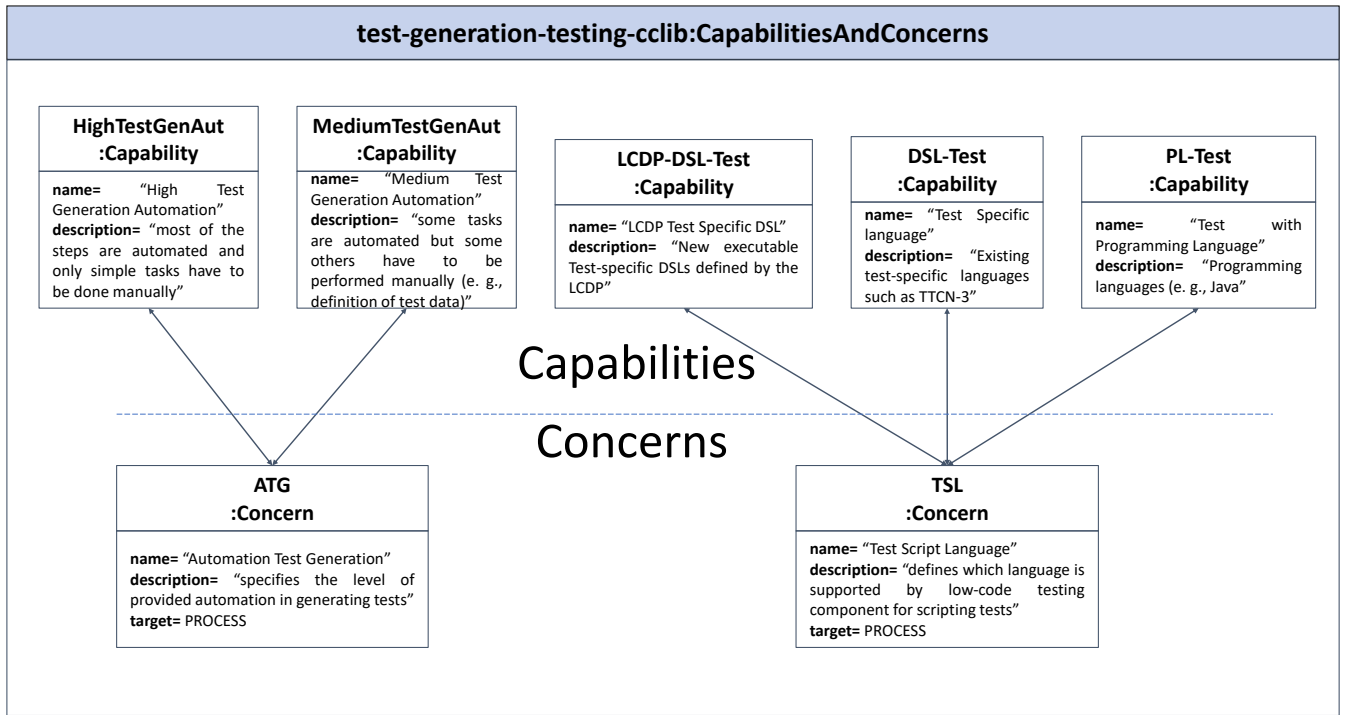 test-generation-testing-cclib:CapabilitiesAndConcerns
HighTestGenAut
:Capability
name= “High Test
Generation Automation”
description= “most of the
steps are automated and
only simple tasks have to
be done manually”
MediumTestGenAut
:Capability
name= “Medium Test
Generation Automation”
description= “some tasks
are automated but some
others have to be
performed manually (e. g.,
definition of test data)”
LCDP-DSL-Test
:Capability
name= “LCDP Test Specific DSL”
description= “New executable
Test-specific DSLs defined by the
LCDP”
DSL-Test
:Capability
name= “Test Specific
language”
description= “Existing
test-specific languages
such as TTCN-3”
PL-Test
:Capability
name= “Test with
Programming Language”
description= “Programming
languages (e. g., Java”
Capabilities
Concerns
ATG
:Concern
name= “Automation Test Generation”
description= “specifies the level of
provided automation in generating tests”
target= PROCESS
TSL
:Concern
name= “Test Script Language”
description= “defines which language is
supported by low-code testing
component for scripting tests”
target= PROCESS